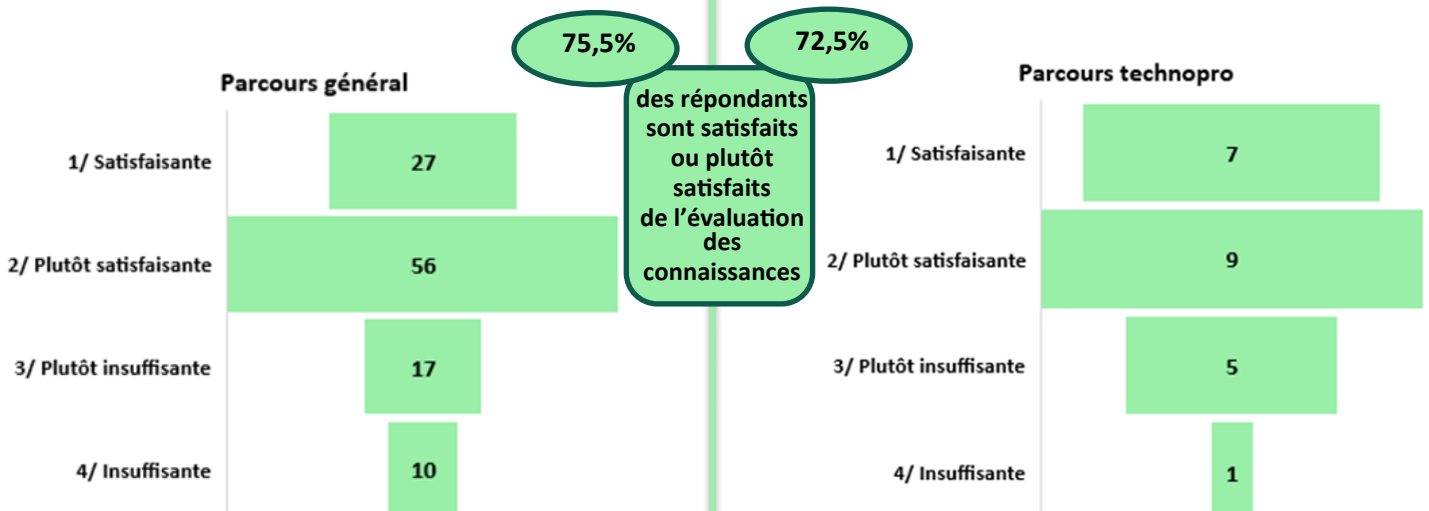 75,5%
72,5%
des répondants
sont satisfaits
ou plutôt
satisfaits
de l’évaluation
des
connaissances
Parcours général
1/ Satisfaisante
27
2/ Plutôt satisfaisante
56
3/ Plutôt insuffisante
17
4/ Insuffisante
10
Parcours technopro
1/ Satisfaisante
7
2/ Plutôt satisfaisante
9
3/ Plutôt insuffisante
5
4/ Insuffisante
1